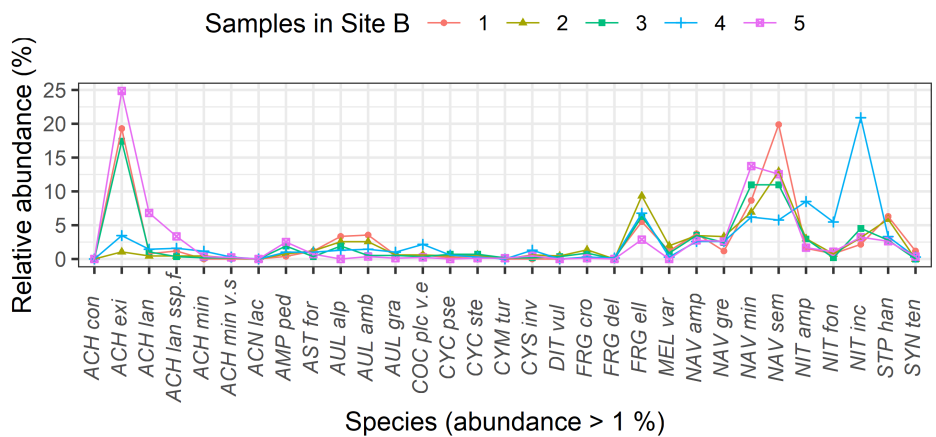 Samples in Site B 1 2 3 4 5
Relative abundance (%)
25
20
15
10
5
0
ACH con
ACH exi
ACH lan
ACH lan ssp.f
ACH min
ACH min v.s
ACN lac
AMP ped
AST for
AUL alp
AUL amb
AUL gra
COC plc v.e
CYC pse
CYC ste
CYM tur
CYS inv
DIT vul
FRG cro
FRG del
FRG ell
MEL var
NAV amp
NAV gre
NAV min
NAV sem
NIT amp
NIT fon
NIT inc
STP han
SYN ten
Species (abundance > 1 %)